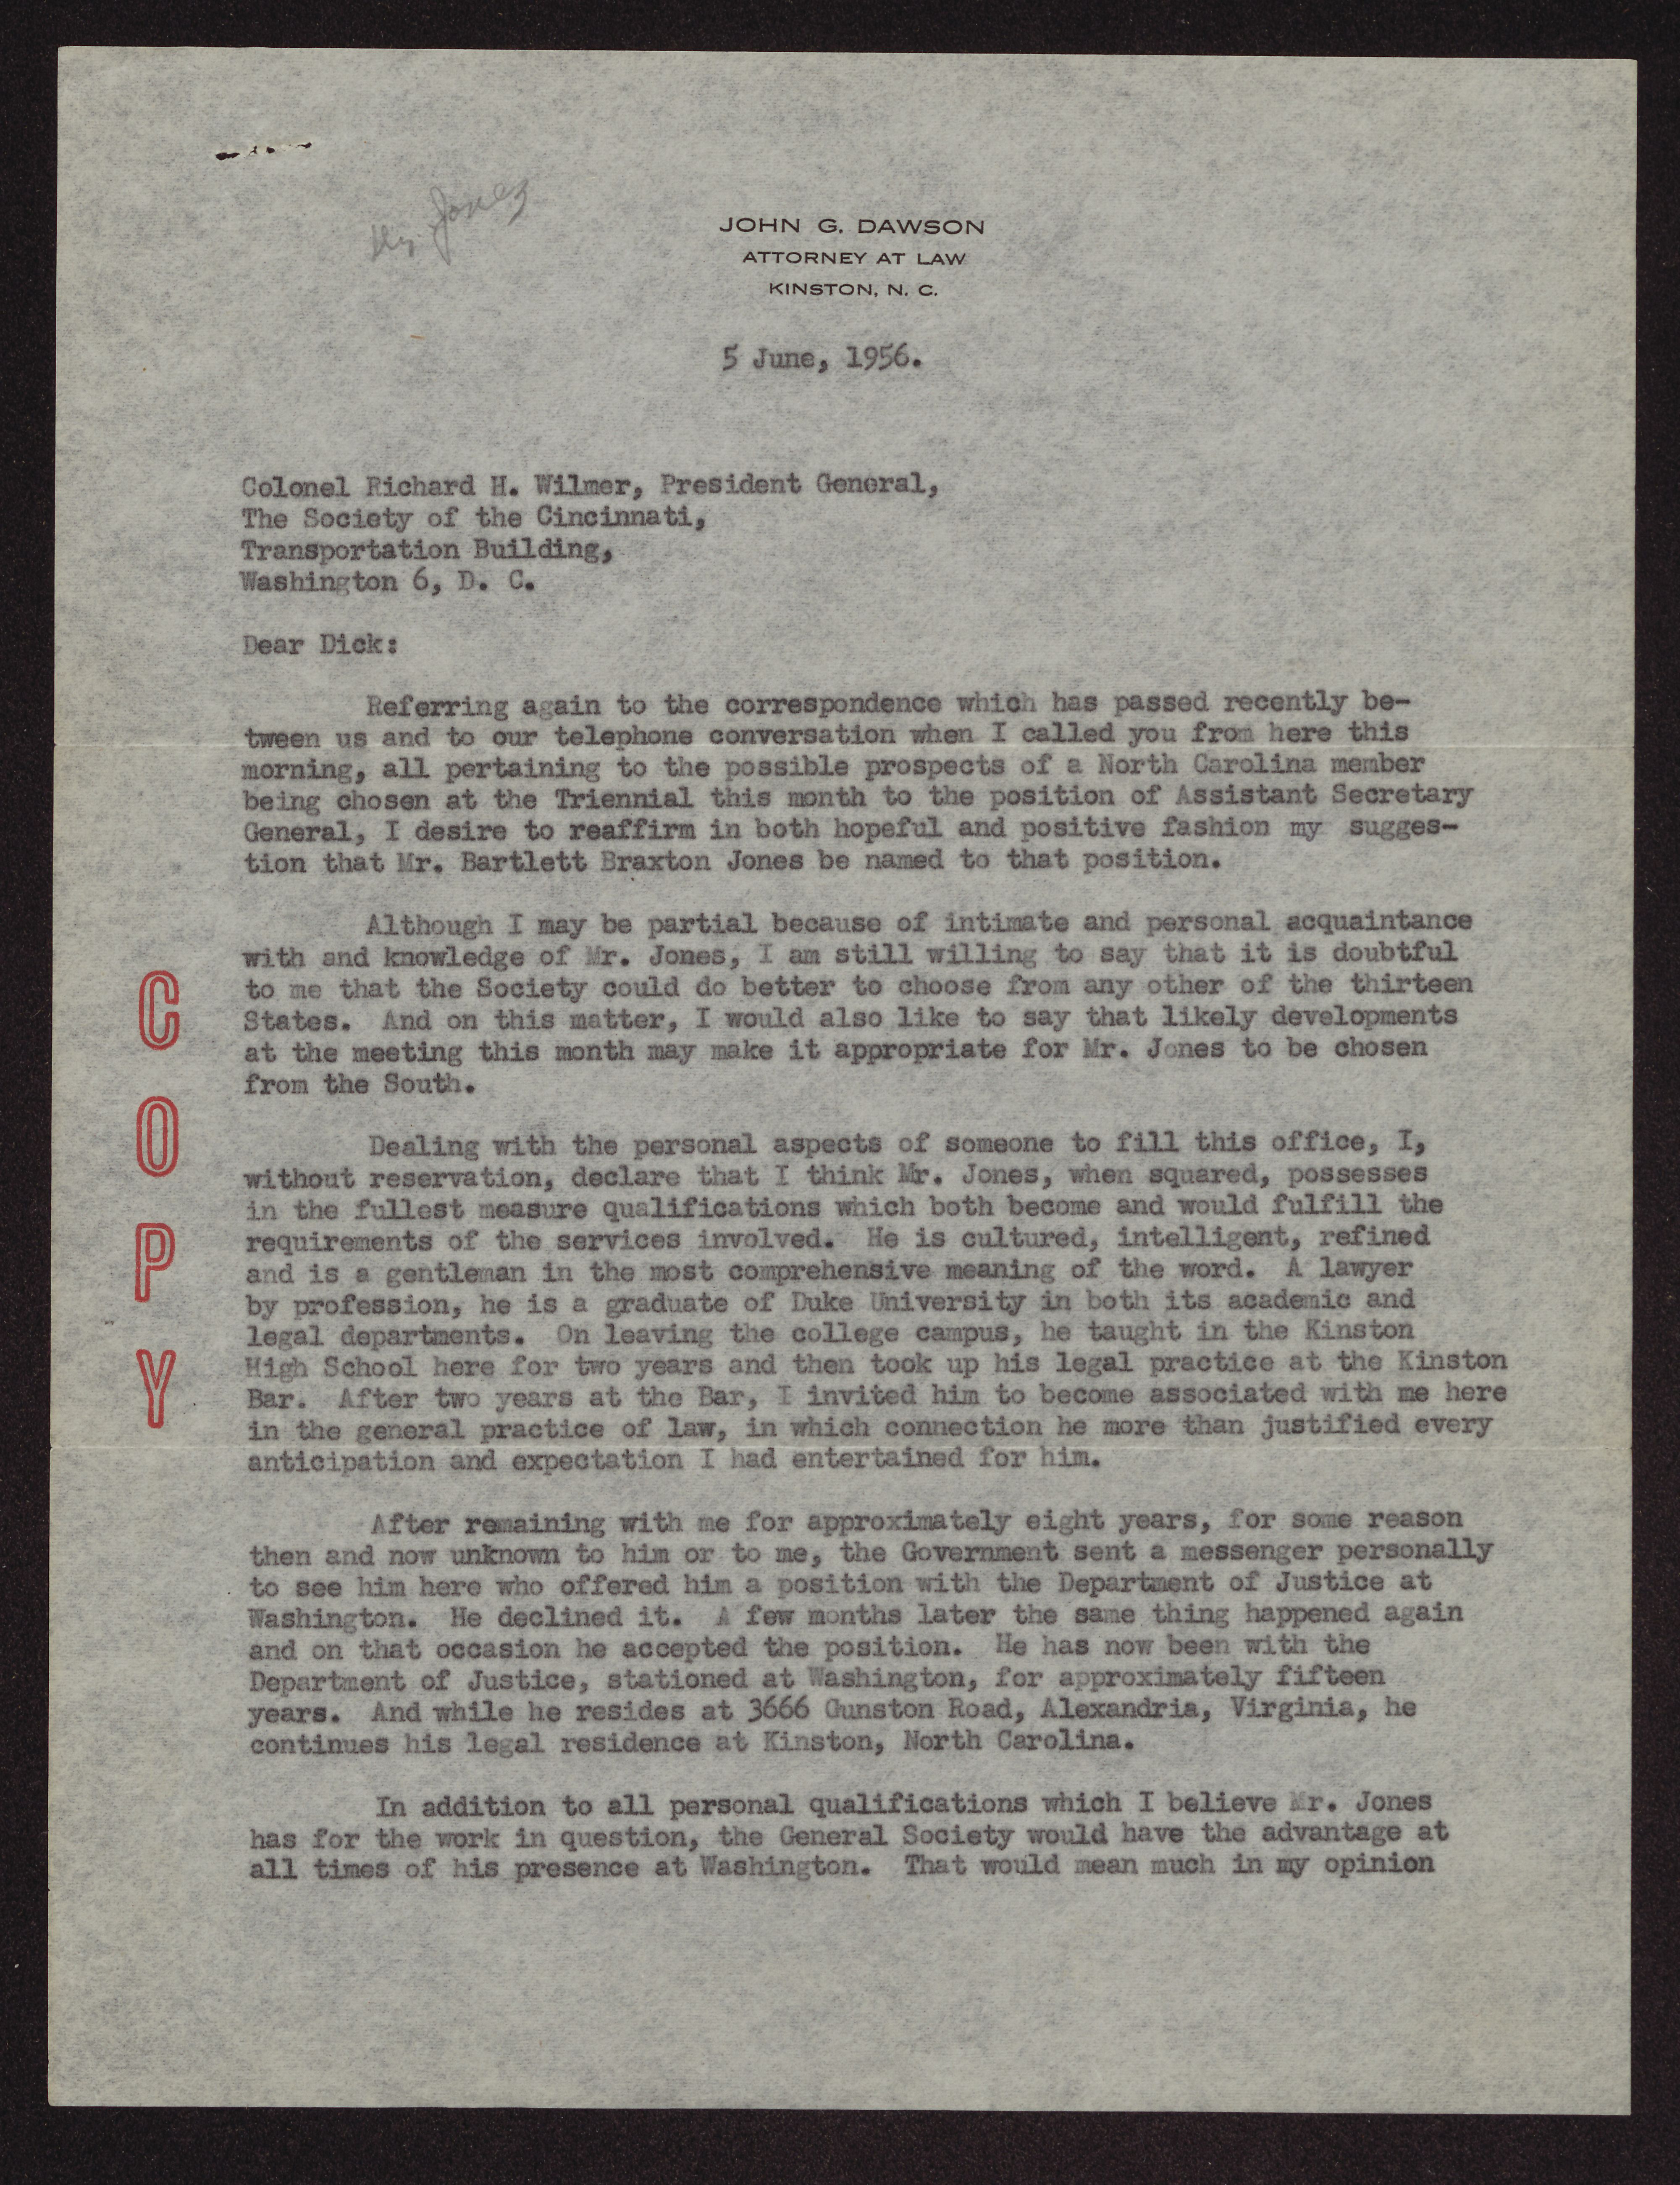 Mr. Jones
JOHN G. DAWSON
ATTORNEY AT LAW
KINSTON, N. C.
5 June, 1956.
Colonel Richard H. Wilmer, President General,
The Society of the Cincinnati,
Transportation Building,
Washington 6, D. C.
Dear Dick:
Referring again to the correspondence which has passed recently be-
tween us and to our telephone conversation when I called you from here this
morning, all pertaining to the possible prospects of a North Carolina member
being chosen at the Triennial this month to the position of Assistant Secretary
General, I desire to reaffirm in both hopeful and positive fashion my sugges-
tion that Mr. Bartlett Braxton Jones be named to that position.
Although I may be partial because of intimate and personal acquaintance
with and knowledge of Mr. Jones, I am still willing to say that it is doubtful
to me that the Society could do better to choose from any other of the thirteen
States. And on this matter, I would also like to say that likely developments
at the meeting this month may make it appropriate for Mr. Jones to be chosen
from the South.
Dealing with the personal aspects of someone to fill this office, I,
without reservation, declare that I think Mr. Jones, when squared, possesses
in the fullest measure qualifications which both become and would fulfill the
requirements of the services involved. He is cultured, intelligent, refined
and is a gentleman in the most comprehensive meaning of the word. A lawyer
by profession, he is a graduate of Duke University in both its academic and
legal departments. On leaving the college campus, he taught in the Kinston
High School here for two years and then took up his legal practice at the Kinston
Bar. After two years at the Bar, I invited him to become associated with me here
in the general practice of law, in which connection he more than justified every
anticipation and expectation I had entertained for him.
After remaining with me for approximately eight years, for some reason
then and now unknown to him or to me, the Government sent a messenger personally
to see him here who offered him a position with the Department of Justice at
Washington. He declined it. A few months later the same thing happened again
and on that occasion he accepted the position. He has now been with the
Department of Justice, stationed at Washington, for approximately fifteen
years. And while he resides at 3666 Gunston Road, Alexandria, Virginia, he
continues his legal residence at Kinston, North Carolina.
In addition to all personal qualifications which I believe Mr. Jones
has for the work in question, the General Society would have the advantage at
all times of his presence at Washington. That would mean much in my opinion
C
O
P
Y